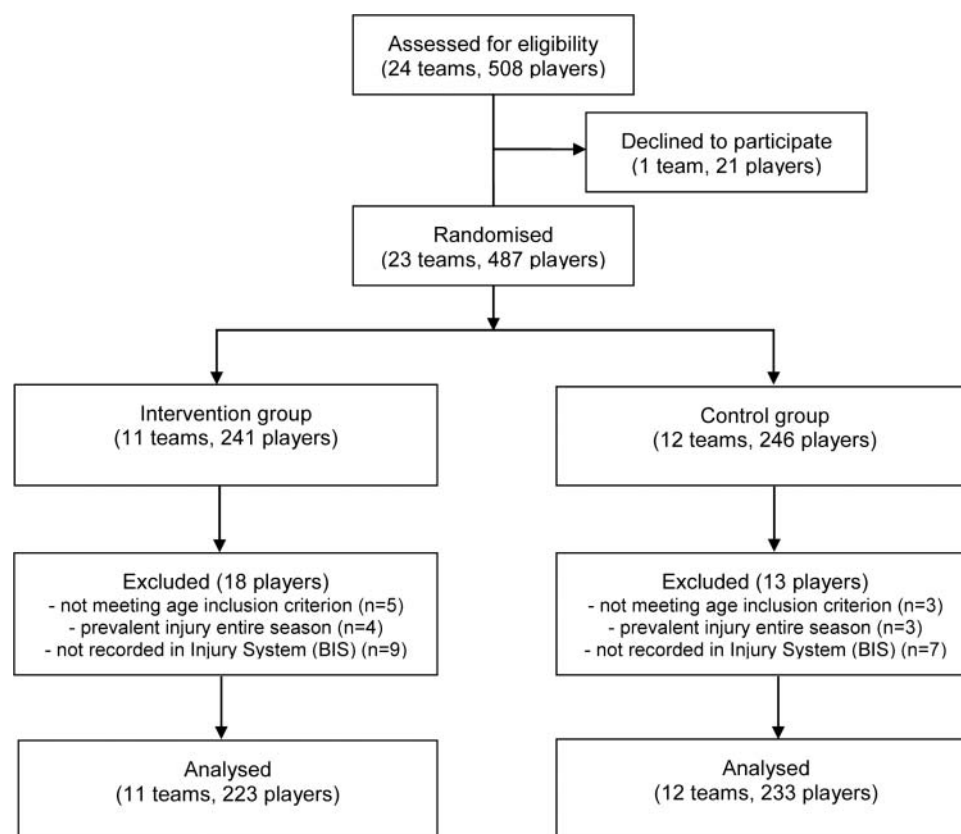 Assessed for eligibility
(24 teams, 508 players)
Declined to participate
(1 team, 21 players)
Randomised
(23 teams, 487 players)
Intervention group
(11 teams, 241 players)
Control group
(12 teams, 246 players)
Excluded (18 players)
- not meeting age inclusion criterion (n=5)
- prevalent injury entire season (n=4)
- not recorded in Injury System (BIS) (n=9)
Excluded (13 players)
- not meeting age inclusion criterion (n=3)
- prevalent injury entire season (n=3)
- not recorded in Injury System (BIS) (n=7)
Analysed
(11 teams, 223 players)
Analysed
(12 teams, 233 players)